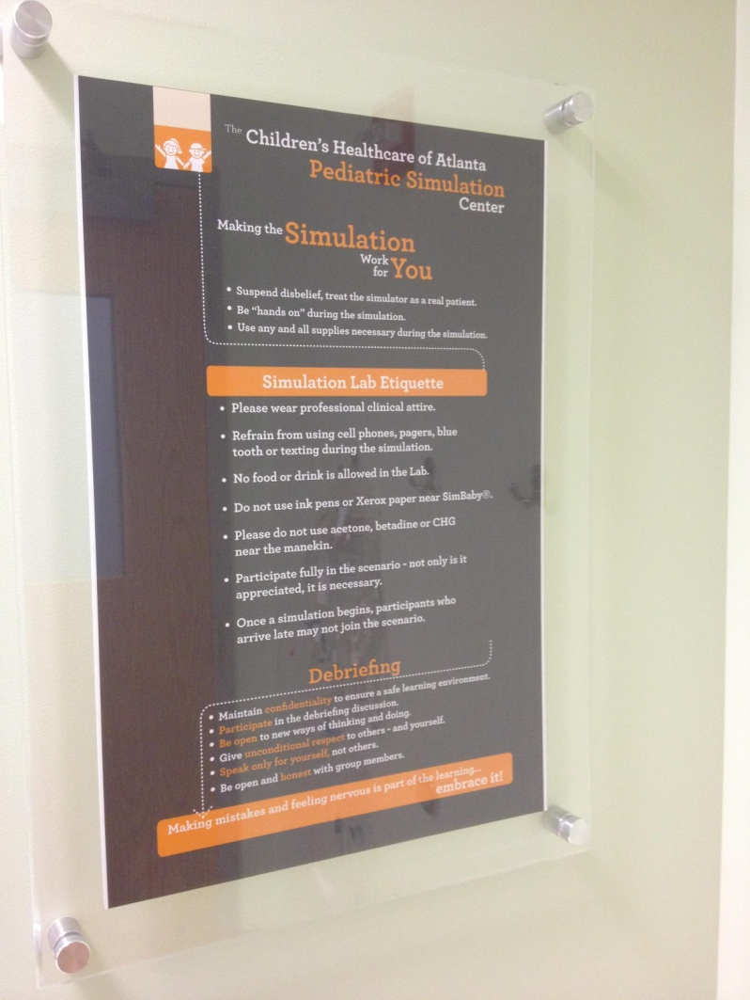 The Children's Healthcare of Atlanta
Pediatric Simulation
Center
Making the Simulation
Work
for You
• Suspend disbelief, treat the simulator as a real patient.
• Be "hands on" during the simulation.
• Use any and all supplies necessary during the simulation.
Simulation Lab Etiquette
• Please wear professional clinical attire.
• Refrain from using cell phones, pagers, blue
tooth or texting during the simulation.
• No food or drink is allowed in the Lab.
• Do not use ink pens or Xerox paper near SimBaby®.
• Please do not use acetone, betadine or CHG
near the manekin.
• Participate fully in the scenario - not only is it
appreciated, it is necessary.
• Once a simulation begins, participants who
arrive late may not join the scenario.
Debriefing
• Maintain confidentiality to ensure a safe learning environment.
• Participate in the debriefing discussion.
• Be open to new ways of thinking and doing.
• Give unconditional respect to others - and yourself.
• Speak only for yourself, not others.
• Be open and honest with group members.
Making mistakes and feeling nervous is part of the learning...
embrace it!